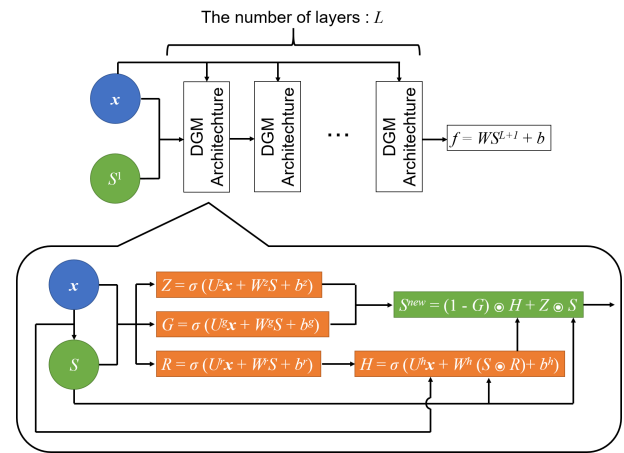 The number of layers : L
x
S¹
DGM Architechture
DGM Architechture
...
DGM Architechture
f = WS^{L+1} + b
x
S
Z = σ (U^z x + W^z S + b^z)
G = σ (U^g x + W^g S + b^g)
R = σ (U^r x + W^r S + b^r)
S^{new} = (1 - G) ⊙ H + Z ⊙ S
H = σ (U^h x + W^h (S ⊙ R)+ b^h)